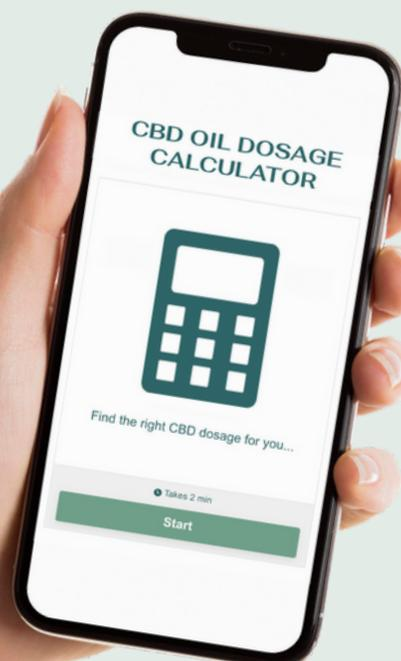 CBD OIL DOSAGE
CALCULATOR
Find the right CBD dosage for you...
Takes 2 min
Start